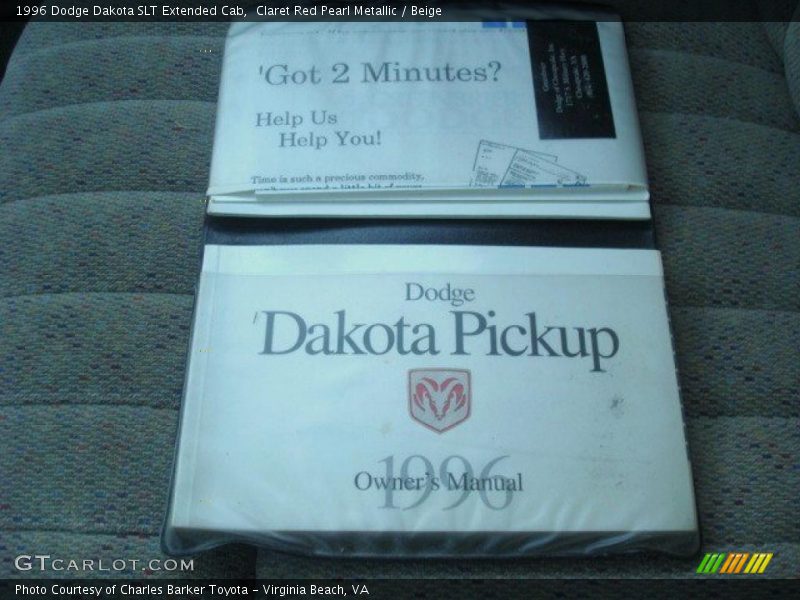 1996 Dodge Dakota SLT Extended Cab,  Claret Red Pearl Metallic / Beige
'Got 2 Minutes?
Help Us
Help You!
Time is such a precious commodity,
Dodge
'Dakota Pickup
1996
Owner's Manual
GTCARLOT.COM
Photo Courtesy of Charles Barker Toyota – Virginia Beach, VA